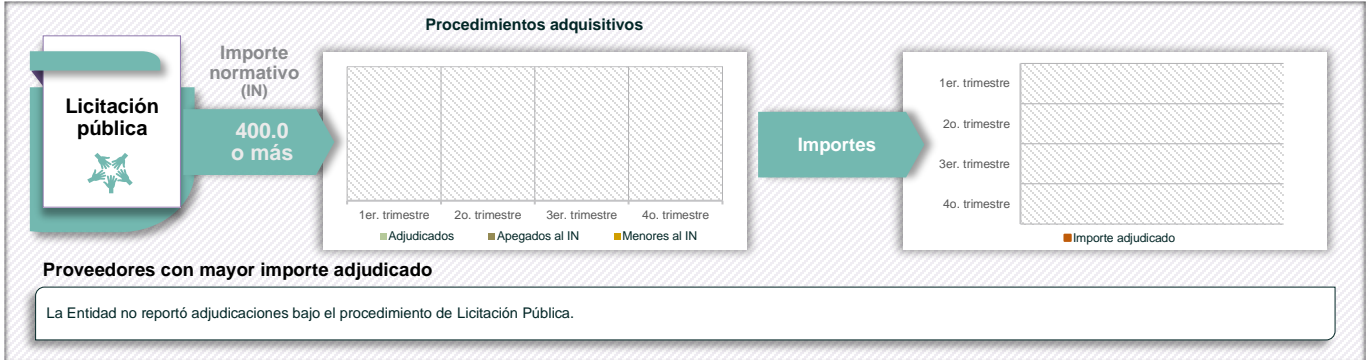 Procedimientos adquisitivos
Licitación
pública
Importe
normativo
(IN)
400.0
o más
1er. trimestre 2o. trimestre 3er. trimestre 4o. trimestre
Adjudicados Apegados al IN Menores al IN
Importes
1er. trimestre
2o. trimestre
3er. trimestre
4o. trimestre
Importe adjudicado
Proveedores con mayor importe adjudicado
La Entidad no reportó adjudicaciones bajo el procedimiento de Licitación Pública.